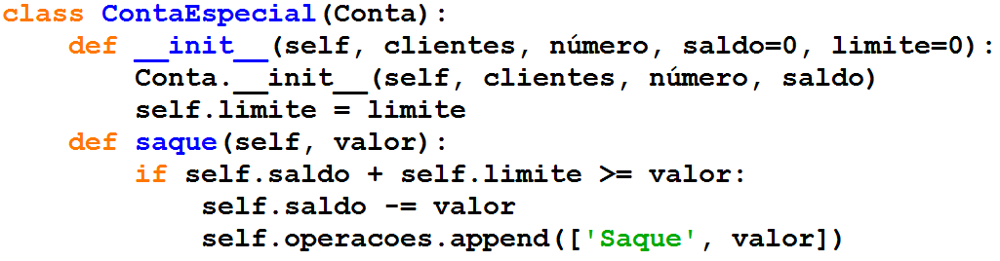 class ContaEspecial(Conta):
    def __init__(self, clientes, número, saldo=0, limite=0):
        Conta.__init__(self, clientes, número, saldo)
        self.limite = limite
    def saque(self, valor):
        if self.saldo + self.limite >= valor:
            self.saldo -= valor
            self.operacoes.append(['Saque', valor])